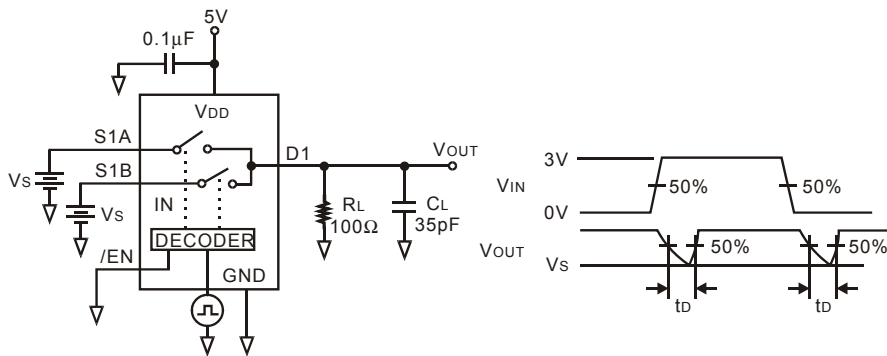 5V
0.1µF
VDD
S1A
D1
VOUT
VS
S1B
VS
IN
RL
100Ω
CL
35pF
DECODER
/EN
GND
3V
VIN
50%
50%
0V
VOUT
50%
50%
VS
tD
tD